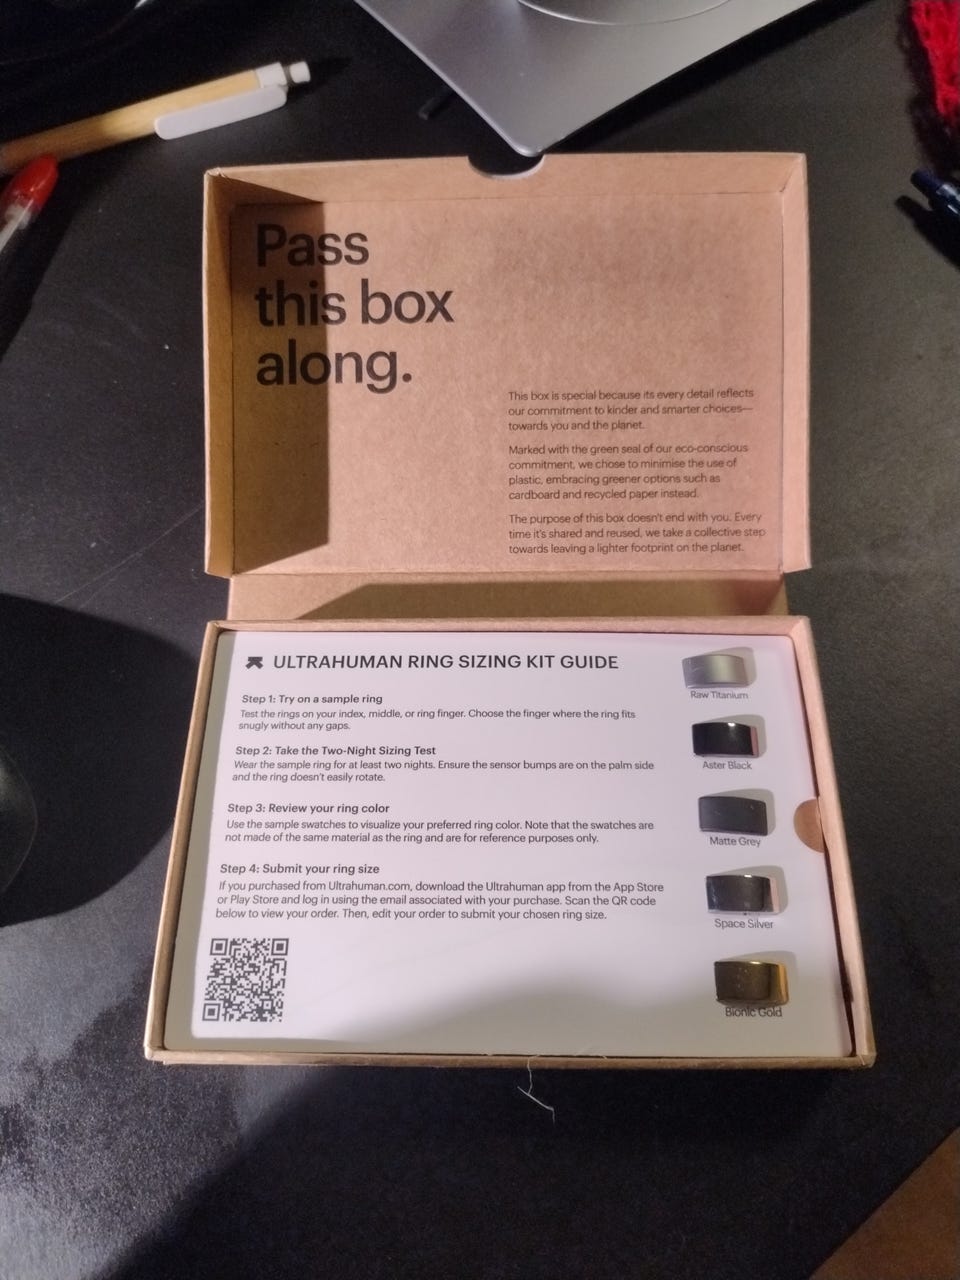 Pass
this box
along.
This box is special because its every detail reflects
our commitment to kinder and smarter choices—
towards you and the planet.
Marked with the green seal of our eco-conscious
commitment, we chose to minimise the use of
plastic, embracing greener options such as
cardboard and recycled paper instead.
The purpose of this box doesn't end with you. Every
time it's shared and reused, we take a collective step
towards leaving a lighter footprint on the planet.
ULTRAHUMAN RING SIZING KIT GUIDE
Step 1: Try on a sample ring
Test the rings on your index, middle, or ring finger. Choose the finger where the ring fits
snugly without any gaps.
Step 2: Take the Two-Night Sizing Test
Wear the sample ring for at least two nights. Ensure the sensor bumps are on the palm side
and the ring doesn't easily rotate.
Step 3: Review your ring color
Use the sample swatches to visualize your preferred ring color. Note that the swatches are
not made of the same material as the ring and are for reference purposes only.
Step 4: Submit your ring size
If you purchased from Ultrahuman.com, download the Ultrahuman app from the App Store
or Play Store and log in using the email associated with your purchase. Scan the QR code
below to view your order. Then, edit your order to submit your chosen ring size.
Raw Titanium
Aster Black
Matte Grey
Space Silver
Bionic Gold